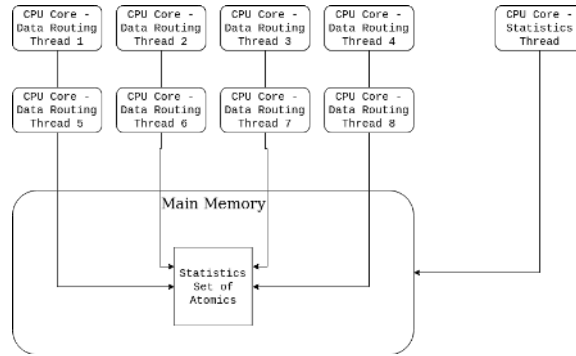 CPU Core -
Data Routing
Thread 1
CPU Core -
Data Routing
Thread 2
CPU Core -
Data Routing
Thread 3
CPU Core -
Data Routing
Thread 4
CPU Core -
Statistics
Thread
CPU Core -
Data Routing
Thread 5
CPU Core -
Data Routing
Thread 6
CPU Core -
Data Routing
Thread 7
CPU Core -
Data Routing
Thread 8
Main Memory
Statistics
Set of
Atomics